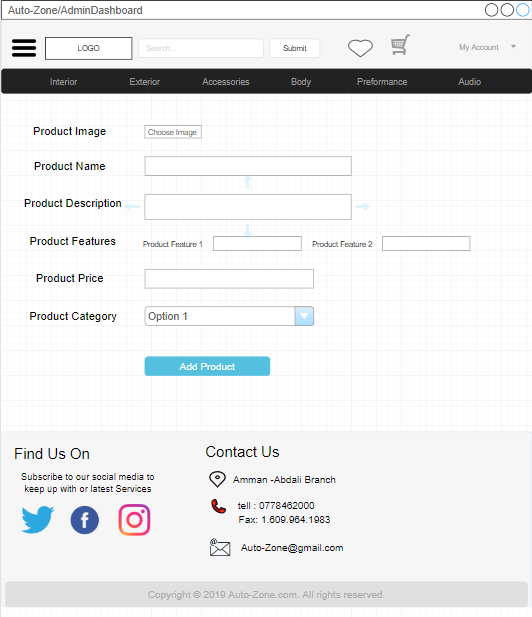 Auto-Zone/AdminDashboard
LOGO
Search...
Submit
My Account
Interior
Exterior
Accessories
Body
Preformance
Audio
Product Image
Choose Image
Product Name
Product Description
Product Features
Product Feature 1
Product Feature 2
Product Price
Product Category
Option 1
Add Product
Find Us On
Subscribe to our social media to
keep up with or latest Services
Contact Us
Amman -Abdali Branch
tell : 0778462000
Fax: 1.609.964.1983
@
Auto-Zone@gmail.com
Copyright © 2019 Auto-Zone.com. All rights reserved.